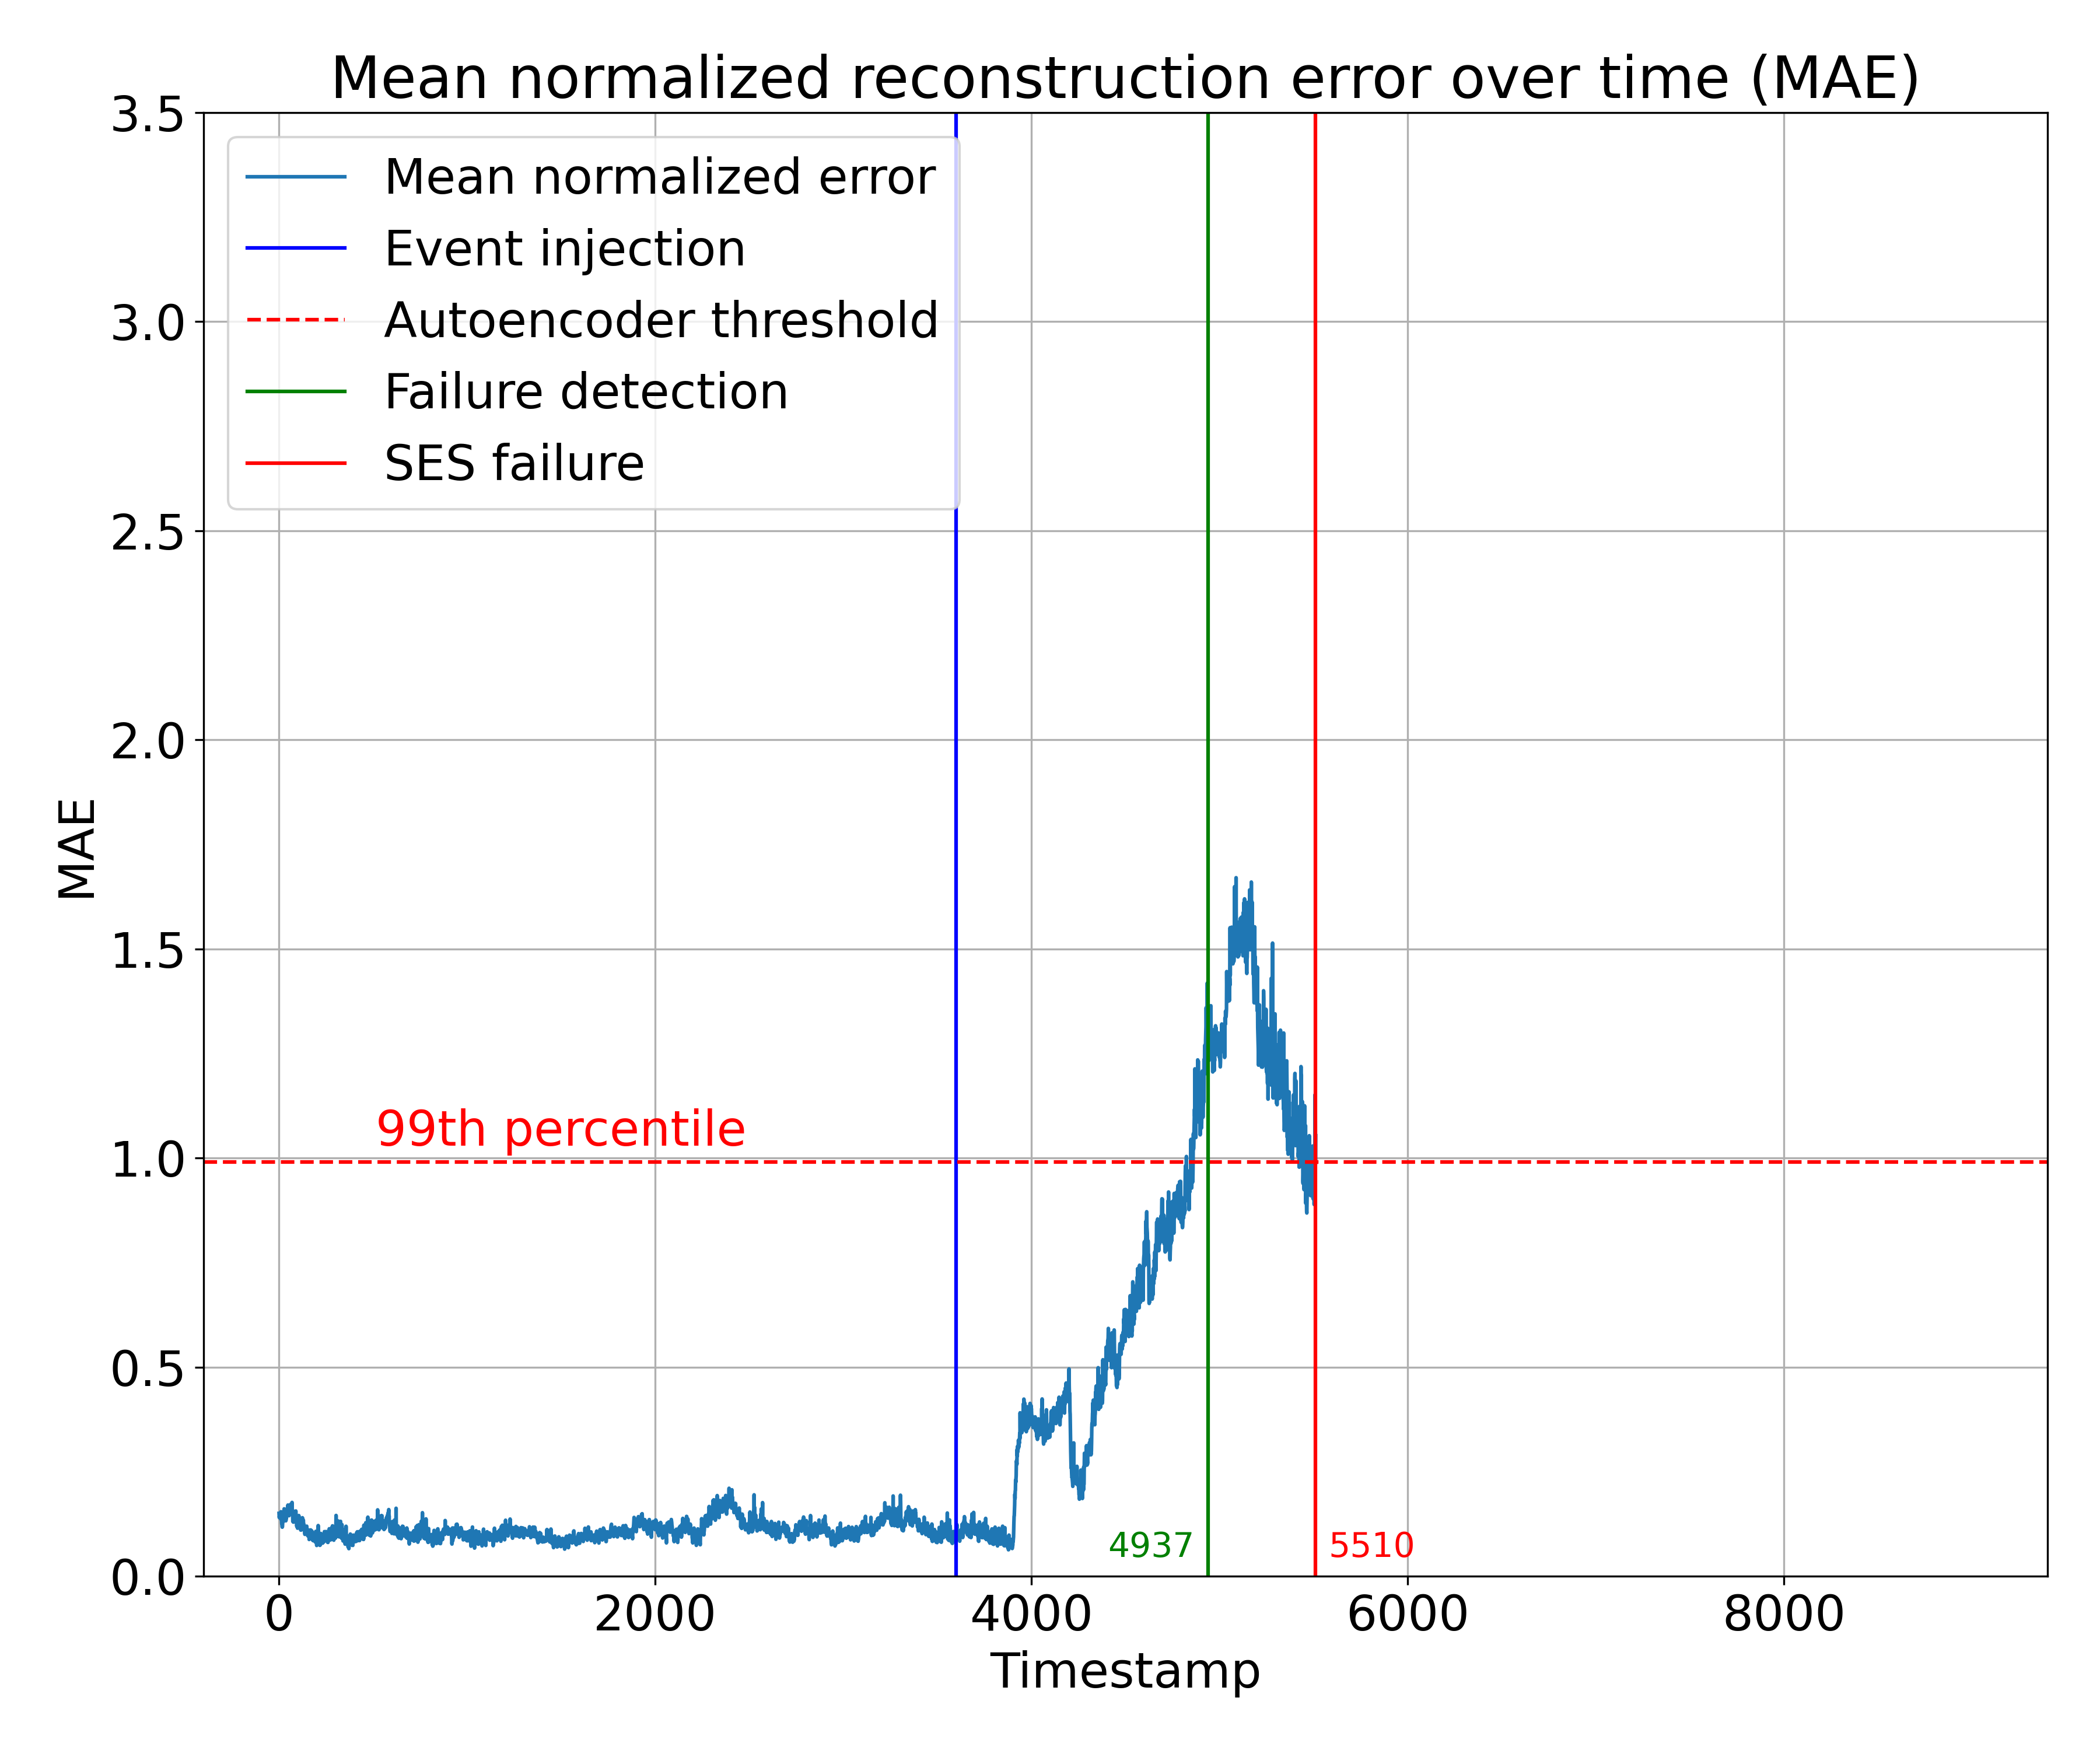 Mean normalized reconstruction error over time (MAE)
3.5
3.0
2.5
2.0
1.5
1.0
0.5
0.0
MAE
Mean normalized error
Event injection
Autoencoder threshold
Failure detection
SES failure
99th percentile
4937
5510
0
2000
4000
6000
8000
Timestamp